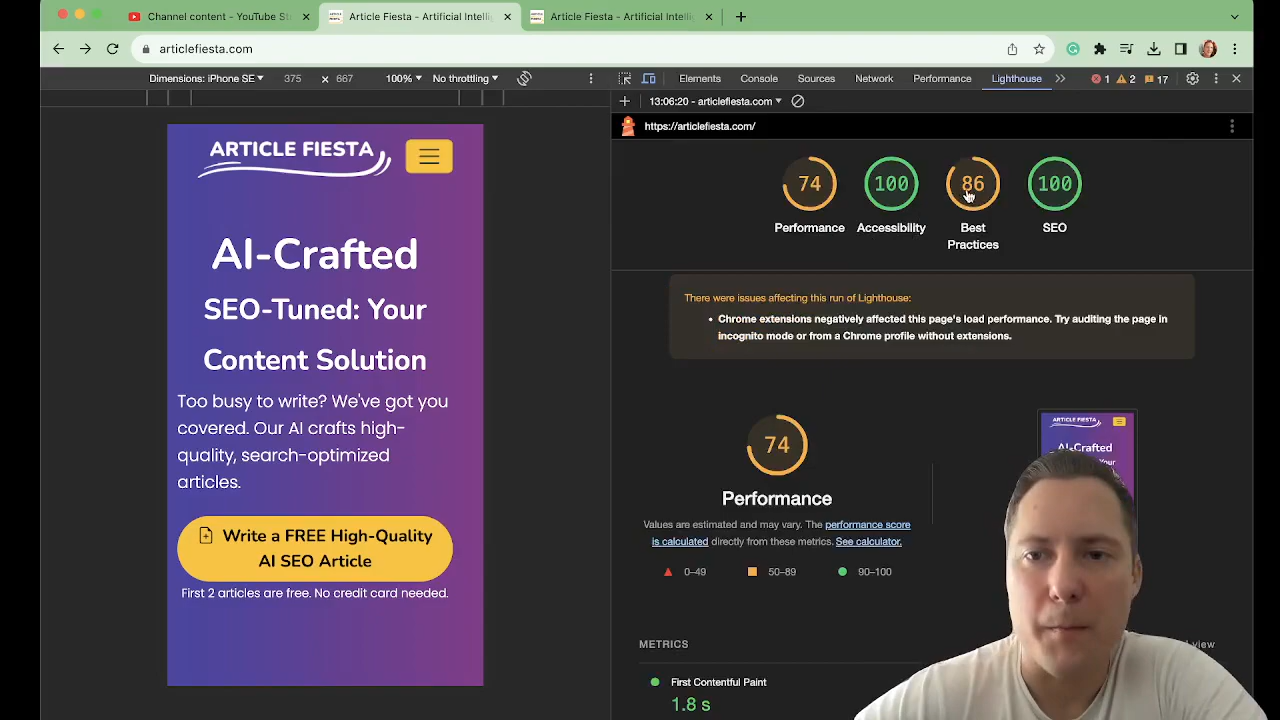 Channel content - YouTube St
Article Fiesta - Artificial Intellig
Article Fiesta - Artificial Intellig
articlefiesta.com
Dimensions: iPhone SE 375 × 667 100% No throttling
Elements Console Sources Network Performance Lighthouse 1 2 17
13:06:20 - articlefiesta.com
https://articlefiesta.com/
ARTICLE FIESTA
AI-Crafted
SEO-Tuned: Your
Content Solution
Too busy to write? We've got you
covered. Our AI crafts high-
quality, search-optimized
articles.
Write a FREE High-Quality
AI SEO Article
First 2 articles are free. No credit card needed.
74 100 86 100
Performance Accessibility Best SEO
Practices
There were issues affecting this run of Lighthouse:
• Chrome extensions negatively affected this page's load performance. Try auditing the page in
incognito mode or from a Chrome profile without extensions.
74
Performance
Values are estimated and may vary. The performance score
is calculated directly from these metrics. See calculator.
0–49 50–89 90–100
ARTICLE FIESTA
AI-Crafted
METRICS
view
First Contentful Paint
1.8 s